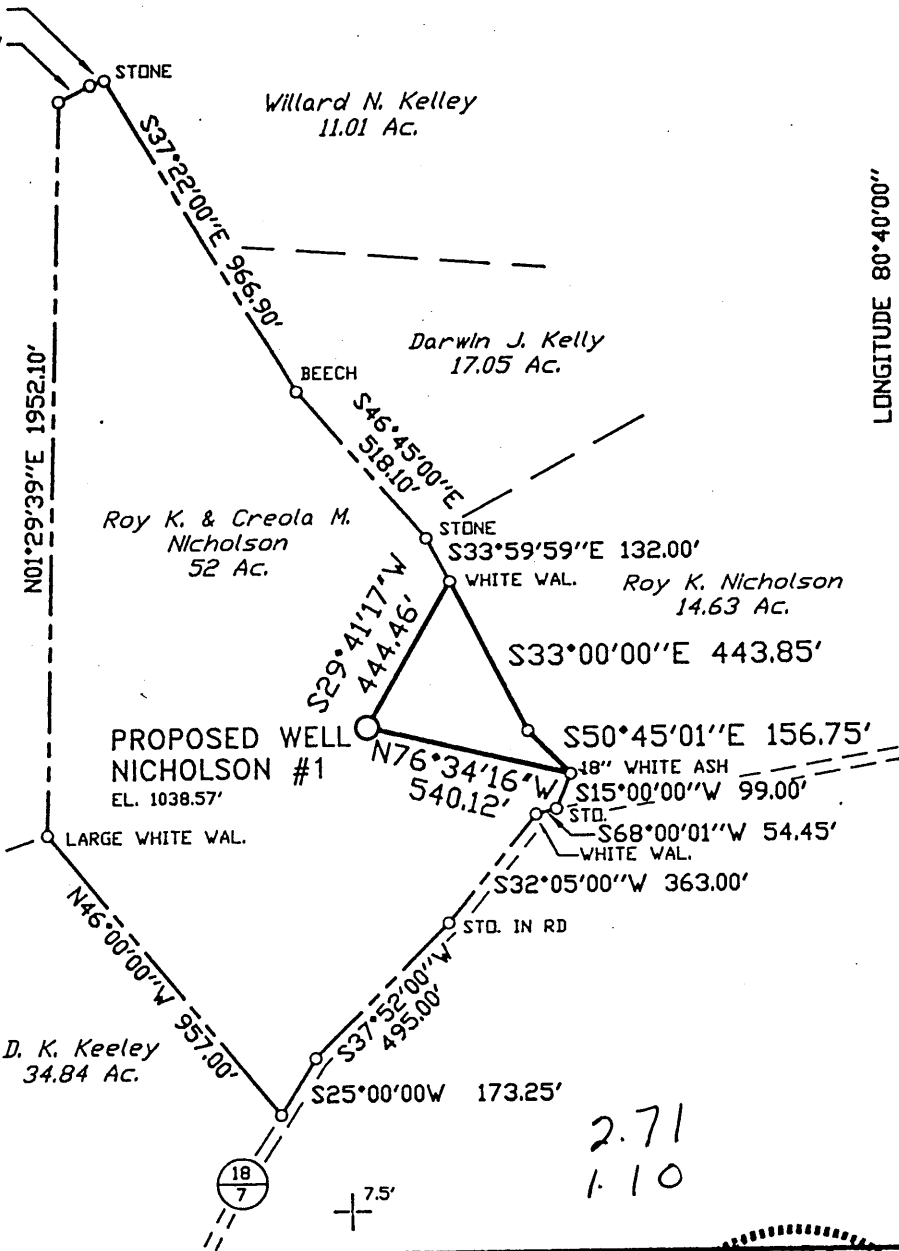 STONE
Willard N. Kelley
11.01 Ac.
S37°22'00"E 966.90'
LONGITUDE 80°40'00"
Darwin J. Kelly
17.05 Ac.
N01°29'39"E 1952.10'
BEECH
S46°45'00"E
518.10'
Roy K. & Creola M.
Nicholson
52 Ac.
STONE
S33°59'59"E 132.00'
WHITE WAL.
Roy K. Nicholson
14.63 Ac.
S29°41'17"W
444.46'
S33°00'00"E 443.85'
PROPOSED WELL
NICHOLSON #1
EL. 1038.57'
N76°34'16"W
540.12'
S50°45'01"E 156.75'
18" WHITE ASH
S15°00'00"W 99.00'
STO.
S68°00'01"W 54.45'
WHITE WAL.
LARGE WHITE WAL.
S32°05'00"W 363.00'
STO. IN RD
N46°00'00"W 957.00'
S37°52'00"W
495.00'
D. K. Keeley
34.84 Ac.
S25°00'00W 173.25'
2.71
1.10
18
7
7.5'